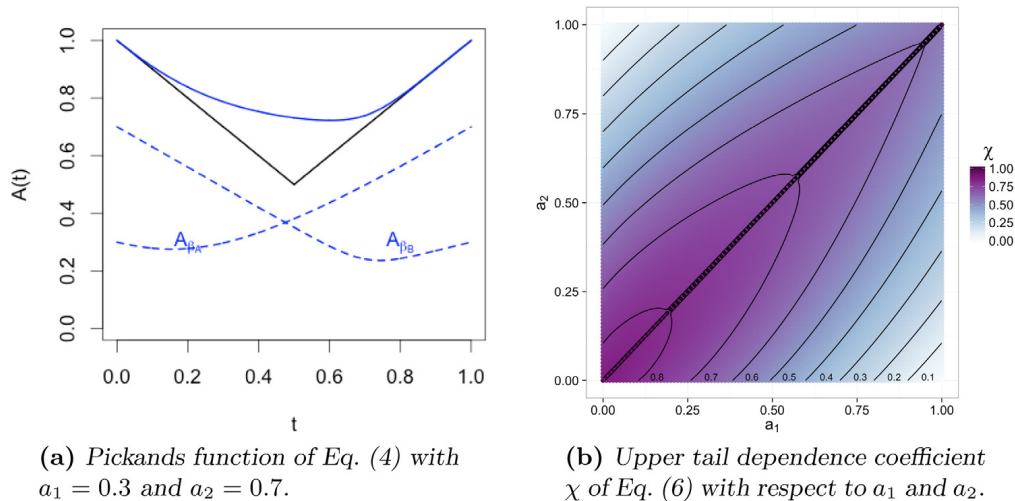 1.0
0.8
0.6
0.4
0.2
0.0
A(t)
A_βA
A_βB
0.0 0.2 0.4 0.6 0.8 1.0
t
(a) Pickands function of Eq. (4) with
a₁ = 0.3 and a₂ = 0.7.
1.00
0.75
0.50
0.25
0.00
a₂
0.8 0.7 0.6 0.5 0.4 0.3 0.2 0.1
0.00 0.25 0.50 0.75 1.00
a₁
χ
1.00
0.75
0.50
0.25
0.00
(b) Upper tail dependence coefficient
χ of Eq. (6) with respect to a₁ and a₂.